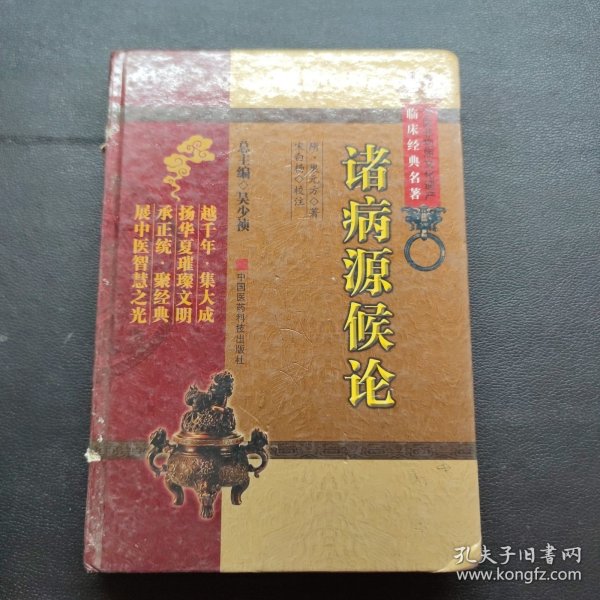 临床经典名著
诸病源候论
隋·巢元方◇著
宋白杨◇校注
总主编◇吴少祯
中国医药科技出版社
越千年·集大成
扬华夏璀璨文明
承正统·聚经典
展中医智慧之光
孔夫子旧书网
www.kongfz.com